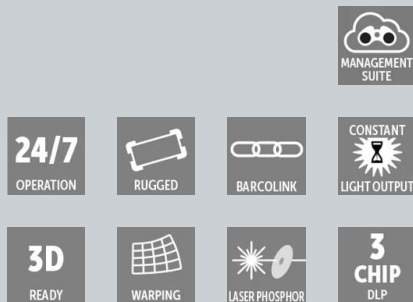 MANAGEMENT
SUITE
24/7
OPERATION
RUGGED
BARCOLINK
CONSTANT
LIGHT OUTPUT
3D
READY
WARPING
LASER PHOSPHOR
3
CHIP
DLP